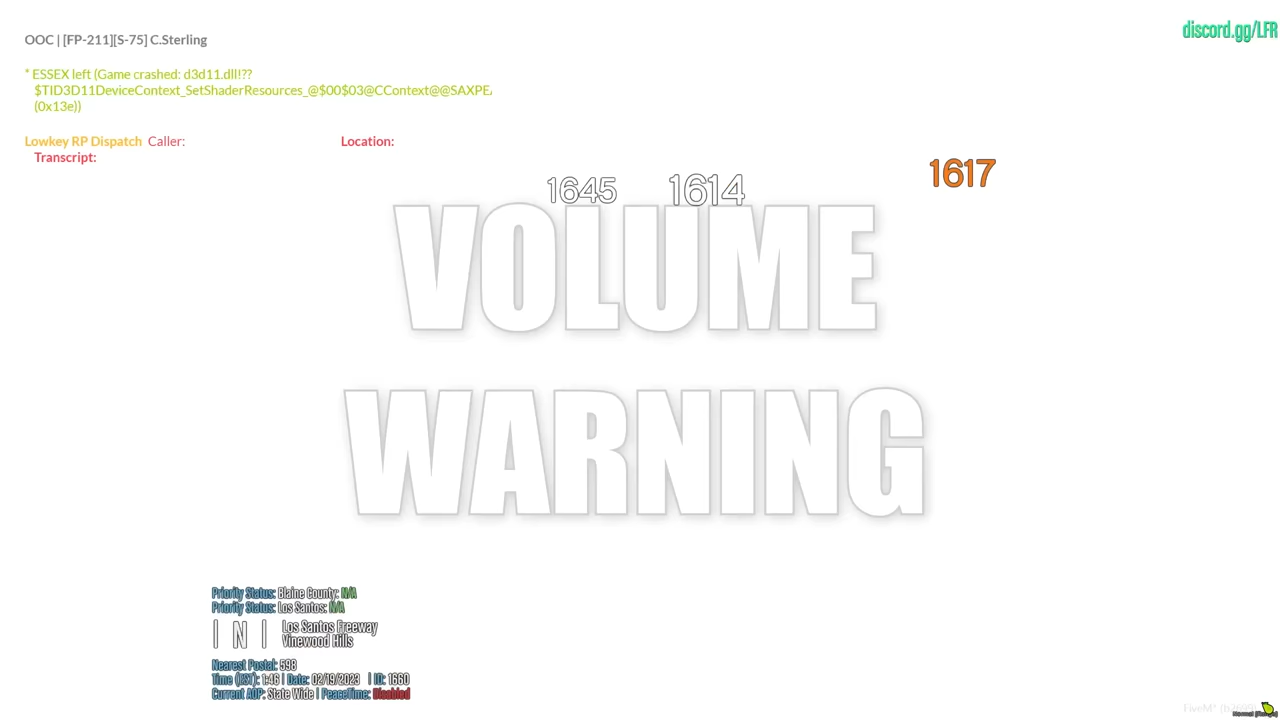 OOC | [FP-211][S-75] C.Sterling
discord.gg/LFR
* ESSEX left (Game crashed: d3d11.dll!??
$TID3D11DeviceContext_SetShaderResources_@$00$03@CContext@@SAXPEA
(0x13e))
Lowkey RP Dispatch Caller: Location:
Transcript:
1645 1614 1617
VOLUME
WARNING
Priority Status: Blaine County: N/A
Priority Status: Los Santos: N/A
| N | Los Santos Freeway
Vinewood Hills
Nearest Postal: 598
Time (EST): 1:46 | Date: 02/19/2023 | ID: 1660
Current AOP: State Wide | PeaceTime: Disabled
FiveM*